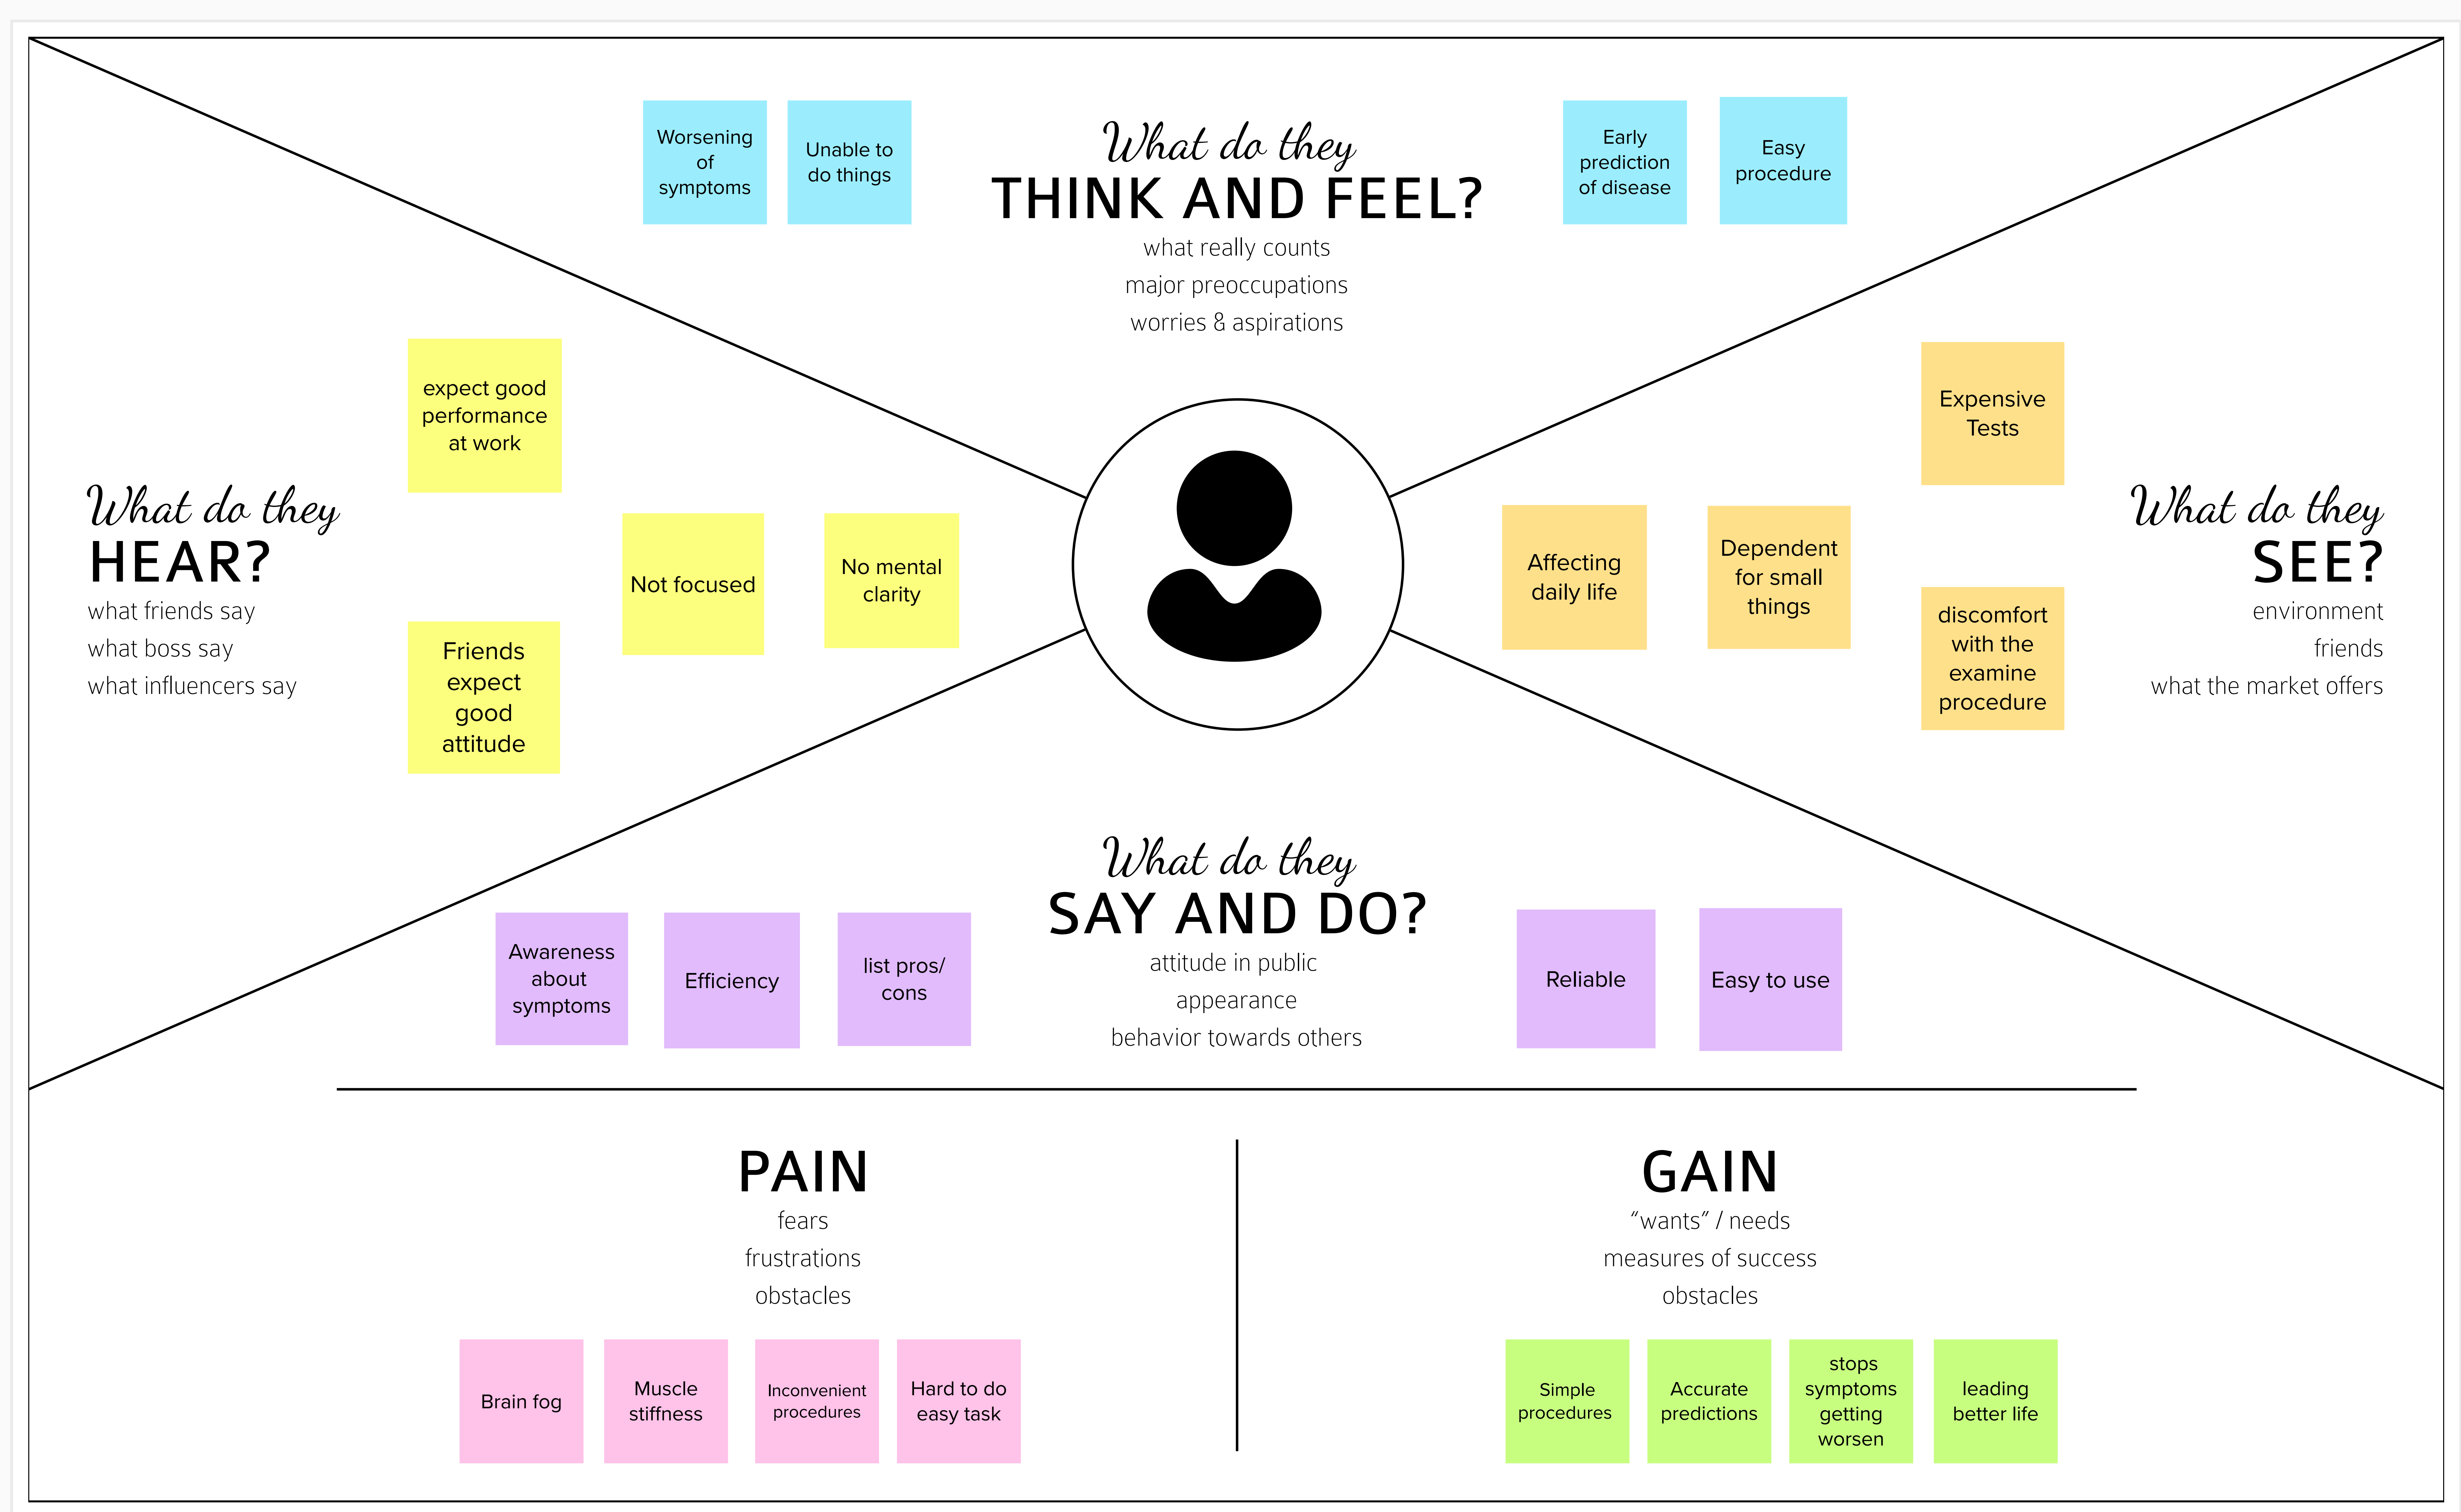 What do they
THINK AND FEEL?
what really counts
major preoccupations
worries & aspirations
Worsening
of
symptoms
Unable to
do things
Early
prediction
of disease
Easy
procedure
What do they
HEAR?
what friends say
what boss say
what influencers say
expect good
performance
at work
Friends
expect
good
attitude
Not focused
No mental
clarity
What do they
SEE?
environment
friends
what the market offers
Affecting
daily life
Dependent
for small
things
Expensive
Tests
discomfort
with the
examine
procedure
What do they
SAY AND DO?
attitude in public
appearance
behavior towards others
Awareness
about
symptoms
Efficiency
list pros/
cons
Reliable
Easy to use
PAIN
fears
frustrations
obstacles
Brain fog
Muscle
stiffness
Inconvenient
procedures
Hard to do
easy task
GAIN
“wants” / needs
measures of success
obstacles
Simple
procedures
Accurate
predictions
stops
symptoms
getting
worsen
leading
better life